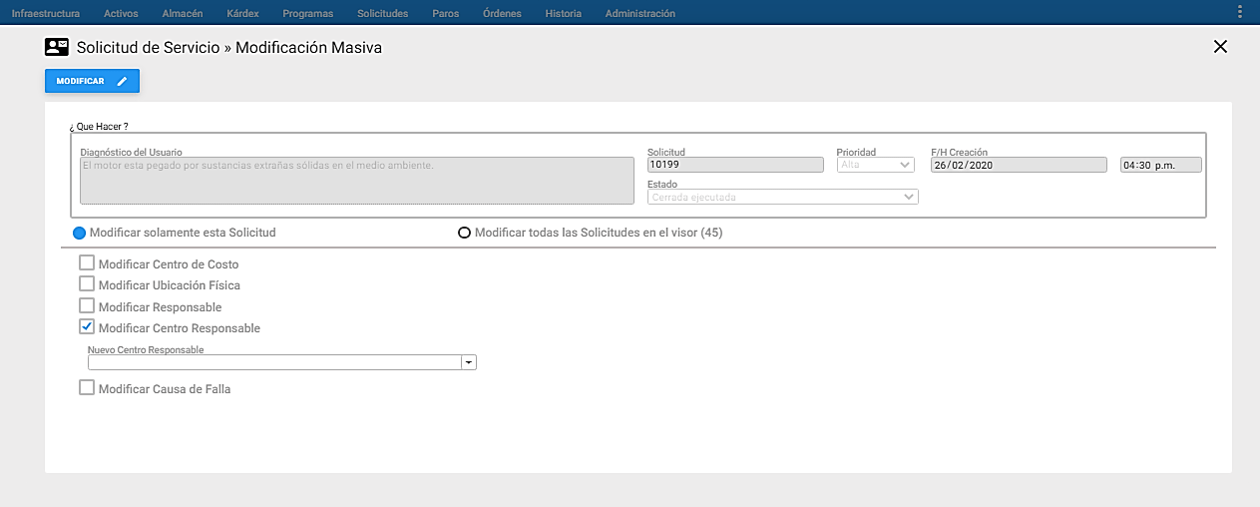 Infraestructura Activos Almacén Kárdex Programas Solicitudes Paros Órdenes Historia Administración
Solicitud de Servicio » Modificación Masiva
MODIFICAR
¿ Que Hacer ?
Diagnóstico del Usuario Solicitud Prioridad F/H Creación
El motor esta pegado por sustancias extrañas sólidas en el medio ambiente. 10199 Alta 26/02/2020 04:30 p.m.
Estado
Cerrada ejecutada
Modificar solamente esta Solicitud Modificar todas las Solicitudes en el visor (45)
Modificar Centro de Costo
Modificar Ubicación Física
Modificar Responsable
Modificar Centro Responsable
Nuevo Centro Responsable
Modificar Causa de Falla